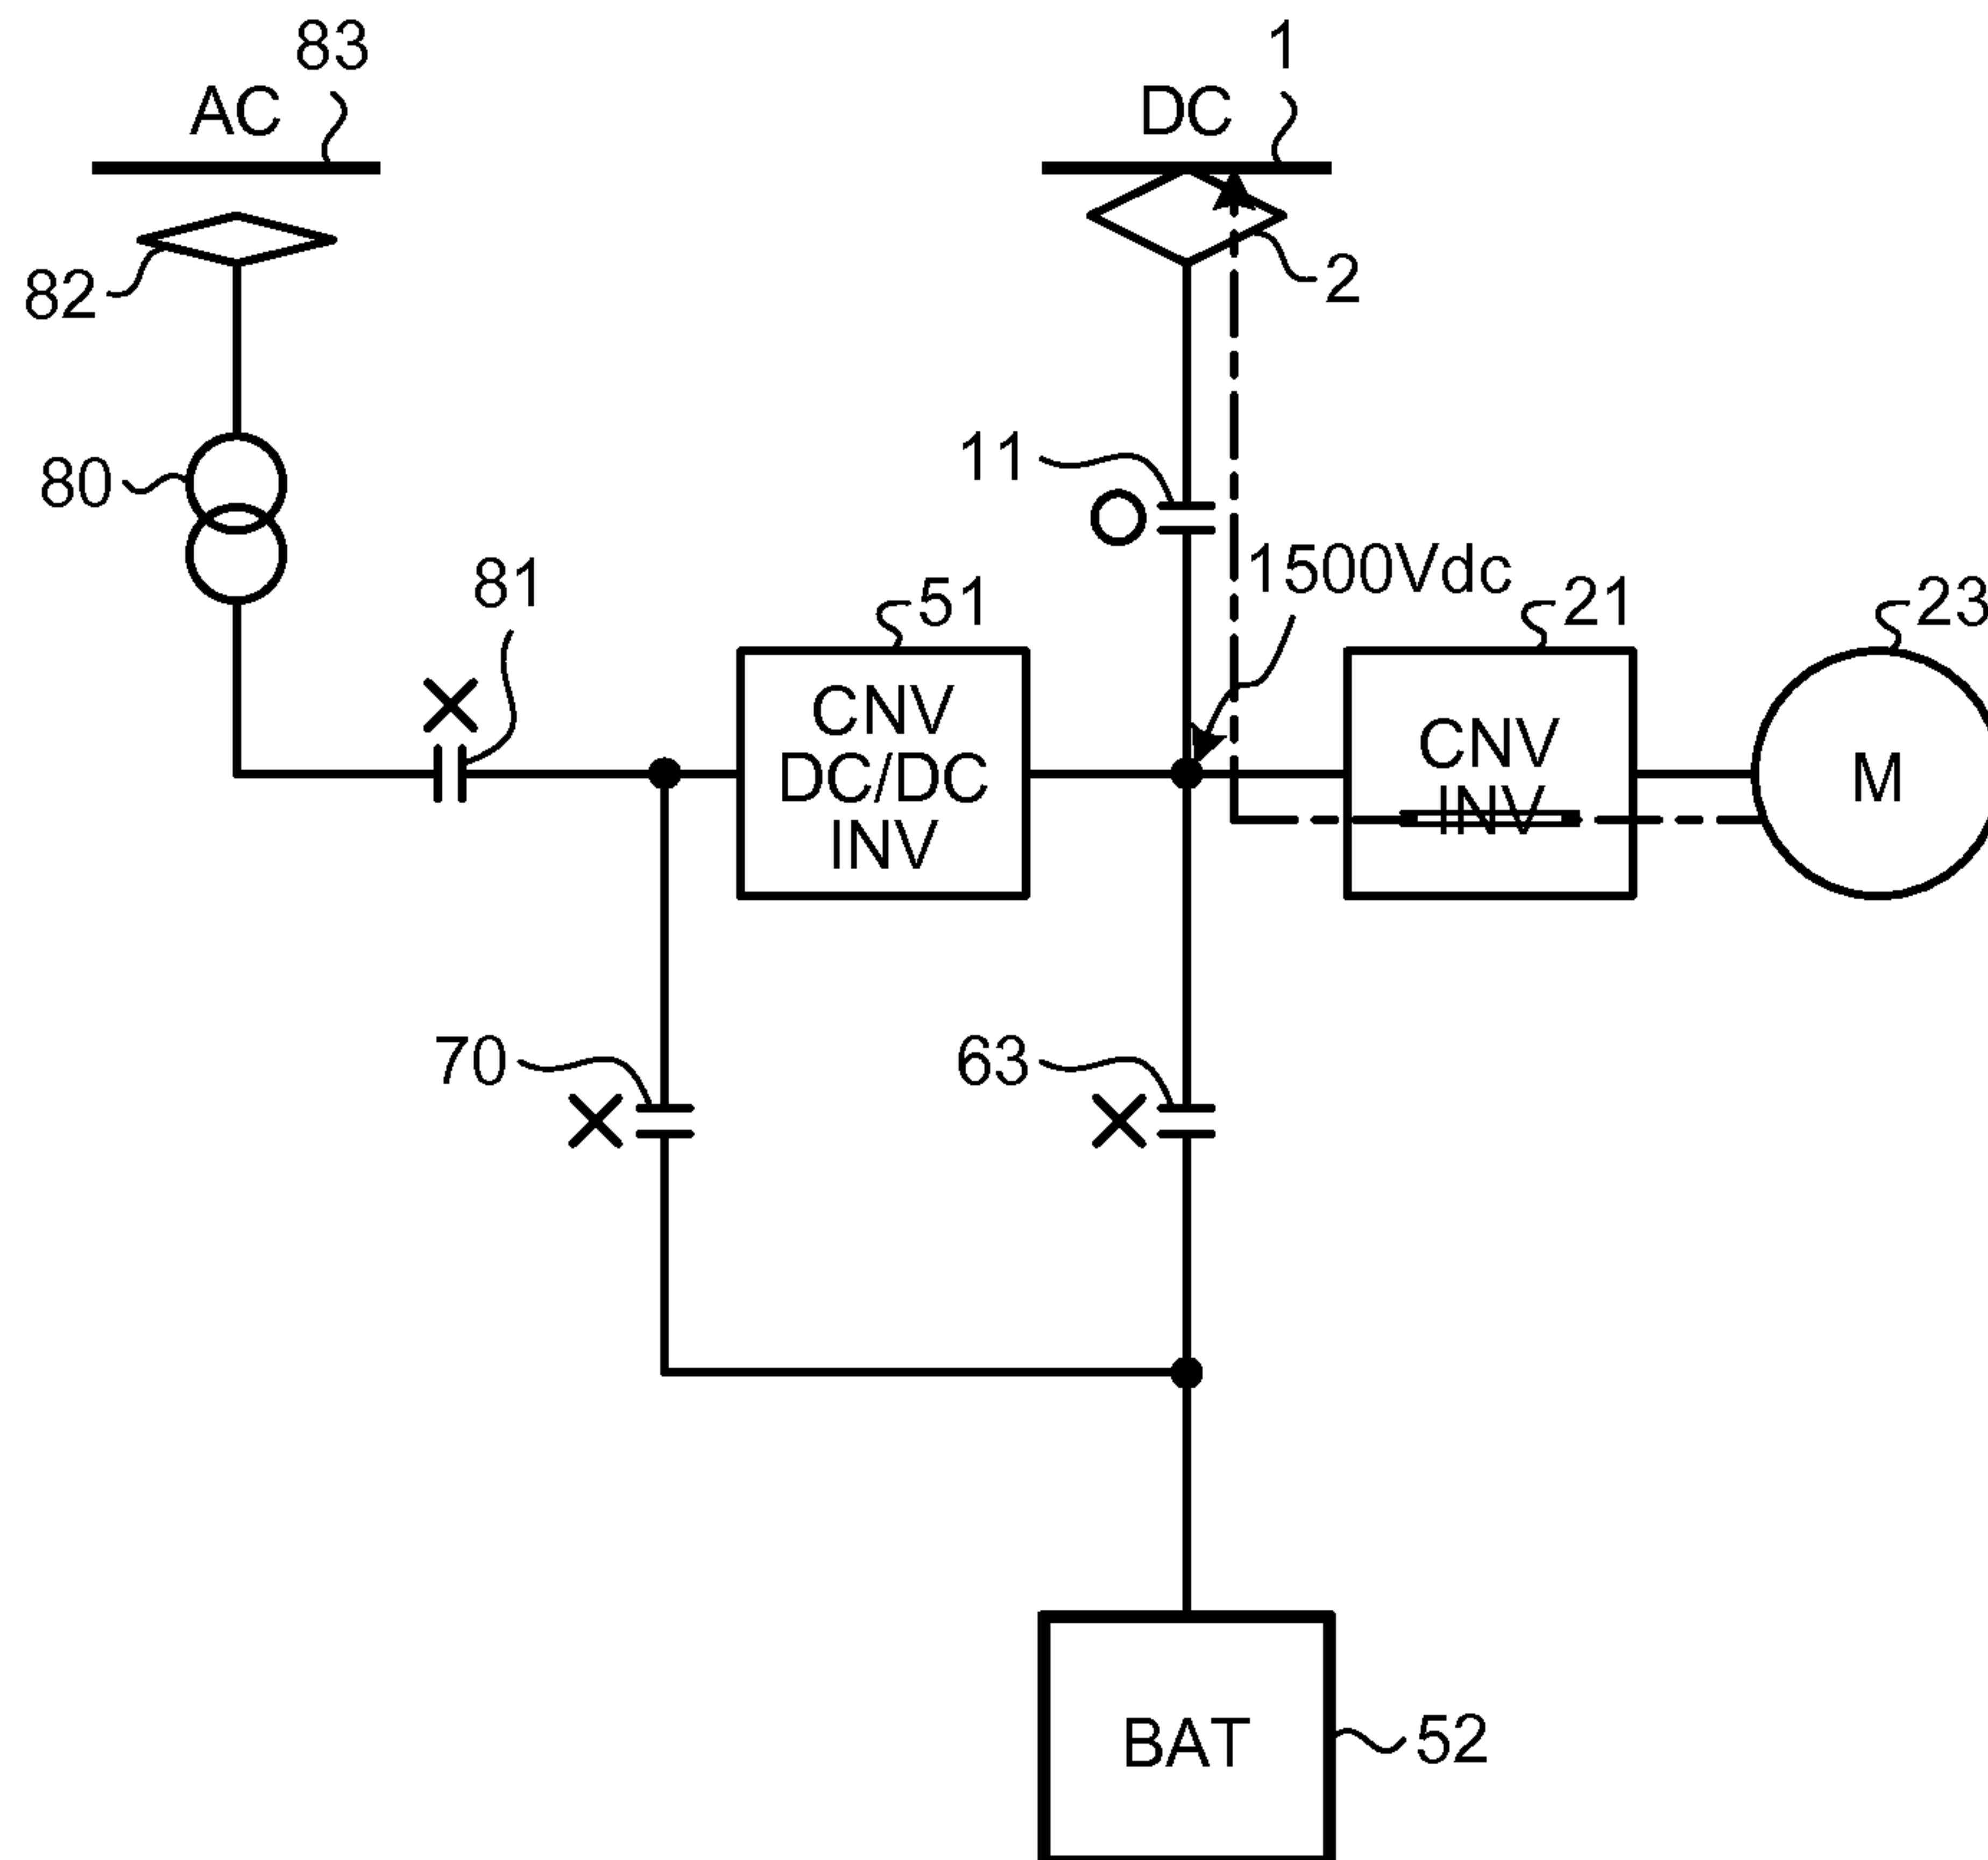 83
1
AC
DC
82
2
80
11
81
1500Vdc
51
21
23
CNV
DC/DC
INV
CNV
INV
M
70
63
BAT
52